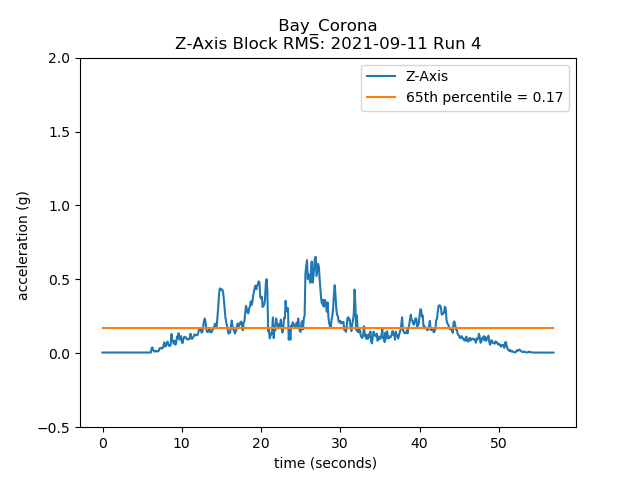 Bay_Corona
Z-Axis Block RMS: 2021-09-11 Run 4
2.0
Z-Axis
65th percentile = 0.17
1.5
1.0
0.5
0.0
−0.5
acceleration (g)
0 10 20 30 40 50
time (seconds)